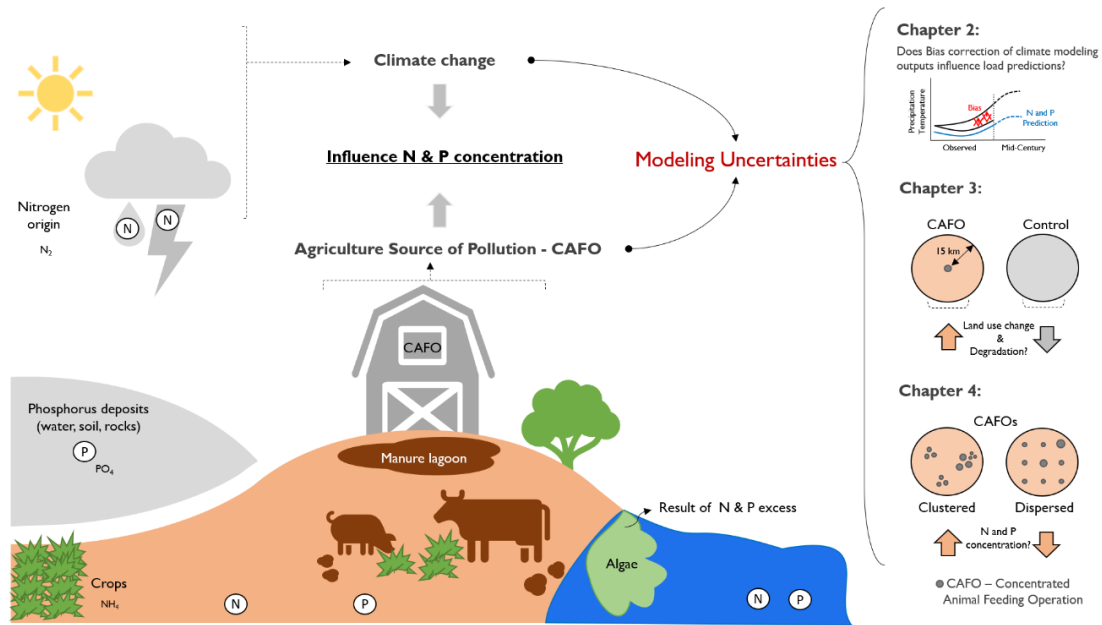 Climate change
Influence N & P concentration
Agriculture Source of Pollution - CAFO
Modeling Uncertainties
Nitrogen
origin
N₂
N
N
CAFO
Phosphorus deposits
(water, soil, rocks)
P
PO₄
Manure lagoon
Result of N & P excess
Algae
Crops
NH₄
N
P
N
P
Chapter 2:
Does Bias correction of climate modeling
outputs influence load predictions?
Precipitation
Temperature
Bias
N and P
Prediction
Observed
Mid-Century
Chapter 3:
CAFO
Control
15 km
Land use change
&
Degradation?
Chapter 4:
CAFOs
Clustered
Dispersed
N and P
concentration?
CAFO – Concentrated
Animal Feeding Operation